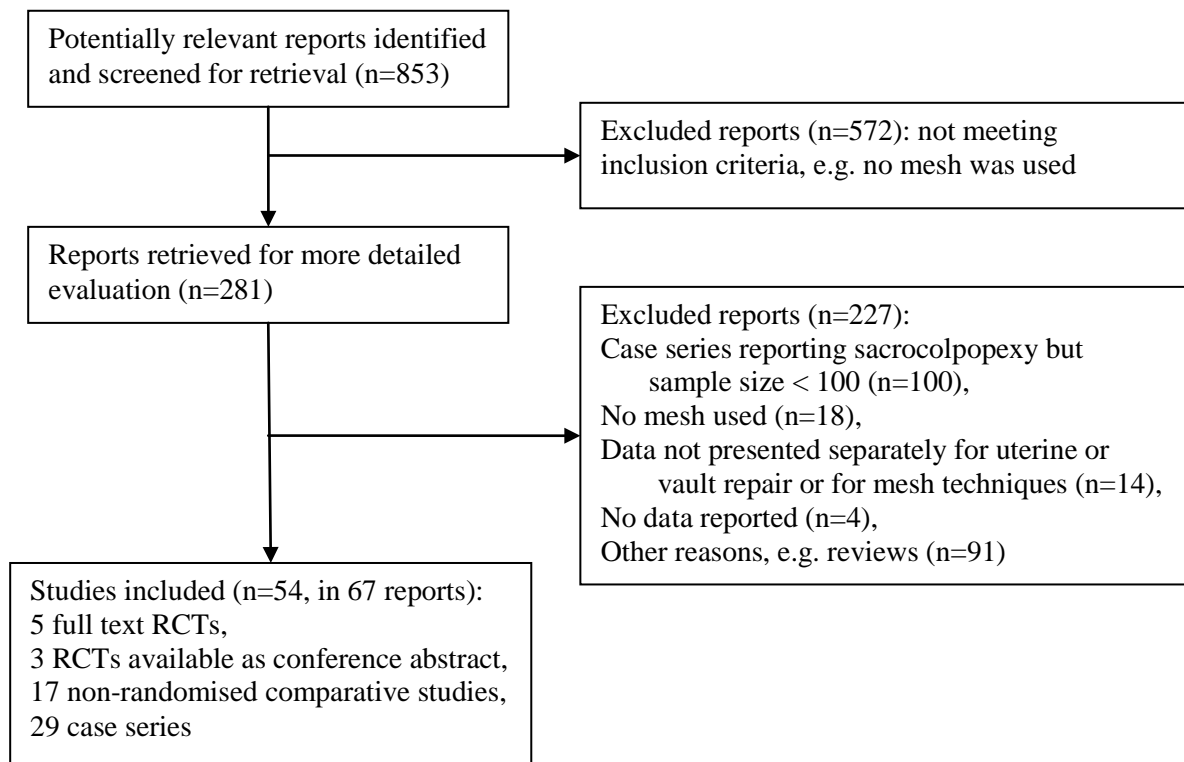 Potentially relevant reports identified
and screened for retrieval (n=853)
Excluded reports (n=572): not meeting
inclusion criteria, e.g. no mesh was used
Reports retrieved for more detailed
evaluation (n=281)
Excluded reports (n=227):
Case series reporting sacrocolpopexy but
sample size < 100 (n=100),
No mesh used (n=18),
Data not presented separately for uterine or
vault repair or for mesh techniques (n=14),
No data reported (n=4),
Other reasons, e.g. reviews (n=91)
Studies included (n=54, in 67 reports):
5 full text RCTs,
3 RCTs available as conference abstract,
17 non-randomised comparative studies,
29 case series